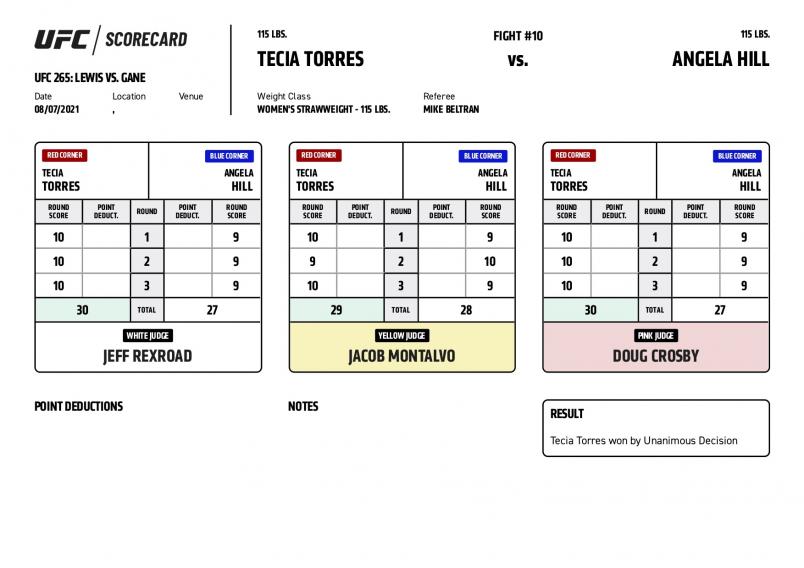 UFC / SCORECARD
UFC 265: LEWIS VS. GANE
Date Location Venue
08/07/2021 ,
115 LBS. FIGHT #10 115 LBS.
TECIA TORRES vs. ANGELA HILL
Weight Class Referee
WOMEN'S STRAWWEIGHT - 115 LBS. MIKE BELTRAN
RED CORNER BLUE CORNER
TECIA ANGELA
TORRES HILL
ROUND SCORE POINT DEDUCT. ROUND POINT DEDUCT. ROUND SCORE
10 1 9
10 2 9
10 3 9
30 TOTAL 27
WHITE JUDGE
JEFF REXROAD
RED CORNER BLUE CORNER
TECIA ANGELA
TORRES HILL
ROUND SCORE POINT DEDUCT. ROUND POINT DEDUCT. ROUND SCORE
10 1 9
9 2 10
10 3 9
29 TOTAL 28
YELLOW JUDGE
JACOB MONTALVO
RED CORNER BLUE CORNER
TECIA ANGELA
TORRES HILL
ROUND SCORE POINT DEDUCT. ROUND POINT DEDUCT. ROUND SCORE
10 1 9
10 2 9
10 3 9
30 TOTAL 27
PINK JUDGE
DOUG CROSBY
POINT DEDUCTIONS
NOTES
RESULT
Tecia Torres won by Unanimous Decision